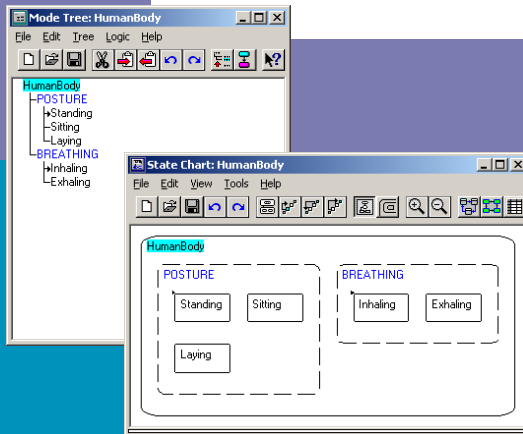 Mode Tree: HumanBody
File Edit Tree Logic Help
HumanBody
POSTURE
Standing
Sitting
Laying
BREATHING
Inhaling
Exhaling
State Chart: HumanBody
File Edit View Tools Help
HumanBody
POSTURE BREATHING
Standing Sitting Inhaling Exhaling
Laying